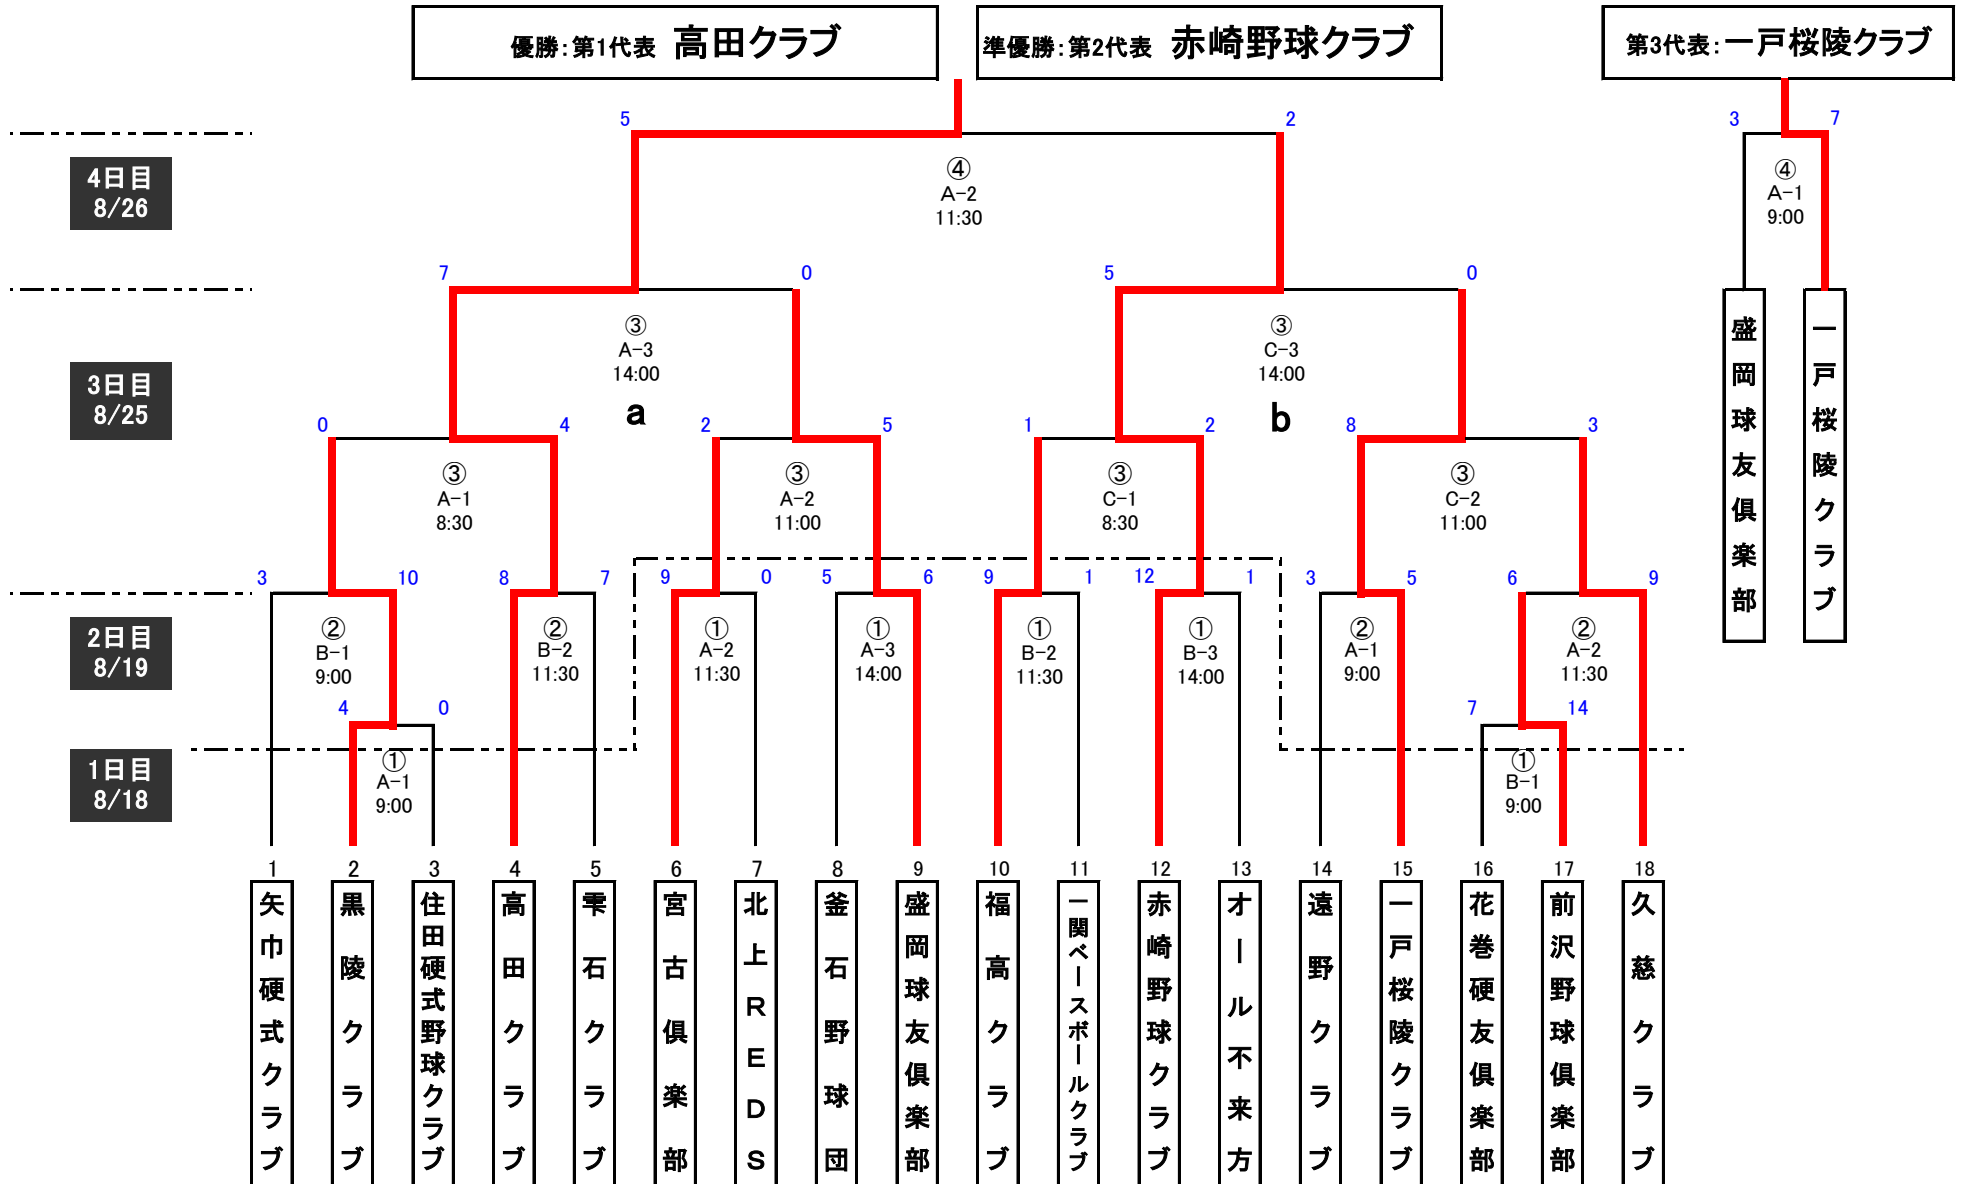 優勝:第1代表 高田クラブ
準優勝:第2代表 赤崎野球クラブ
第3代表:一戸桜陵クラブ
5
2
3
7
4日目
8/26
④
A-2
11:30
④
A-1
9:00
7
0
5
0
盛岡球友倶楽部
一戸桜陵クラブ
3日目
8/25
③
A-3
14:00
a
③
C-3
14:00
b
0
4
2
5
1
2
8
3
③
A-1
8:30
③
A-2
11:00
③
C-1
8:30
③
C-2
11:00
3
10
8
7
9
0
5
6
9
1
12
1
3
5
6
9
2日目
8/19
②
B-1
9:00
②
B-2
11:30
①
A-2
11:30
①
A-3
14:00
①
B-2
11:30
①
B-3
14:00
②
A-1
9:00
②
A-2
11:30
4
0
7
14
1日目
8/18
①
A-1
9:00
①
B-1
9:00
1
矢巾硬式クラブ
2
黒陵クラブ
3
住田硬式野球クラブ
4
高田クラブ
5
雫石クラブ
6
宮古倶楽部
7
北上REDS
8
釜石野球団
9
盛岡球友倶楽部
10
福高クラブ
11
一関ベースボールクラブ
12
赤崎野球クラブ
13
オール不来方
14
遠野クラブ
15
一戸桜陵クラブ
16
花巻硬友倶楽部
17
前沢野球倶楽部
18
久慈クラブ